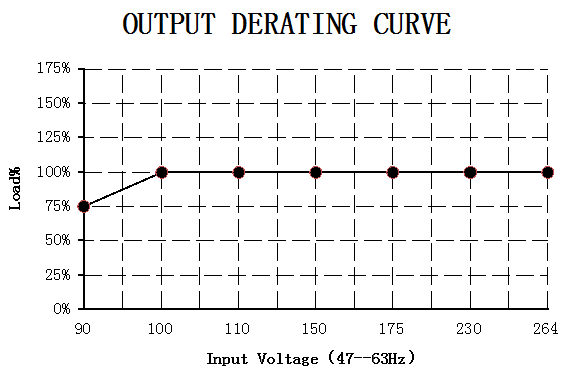 OUTPUT DERATING CURVE
175%
150%
125%
100%
75%
50%
25%
0%
Load%
90 100 110 150 175 230 264
Input Voltage (47--63Hz)